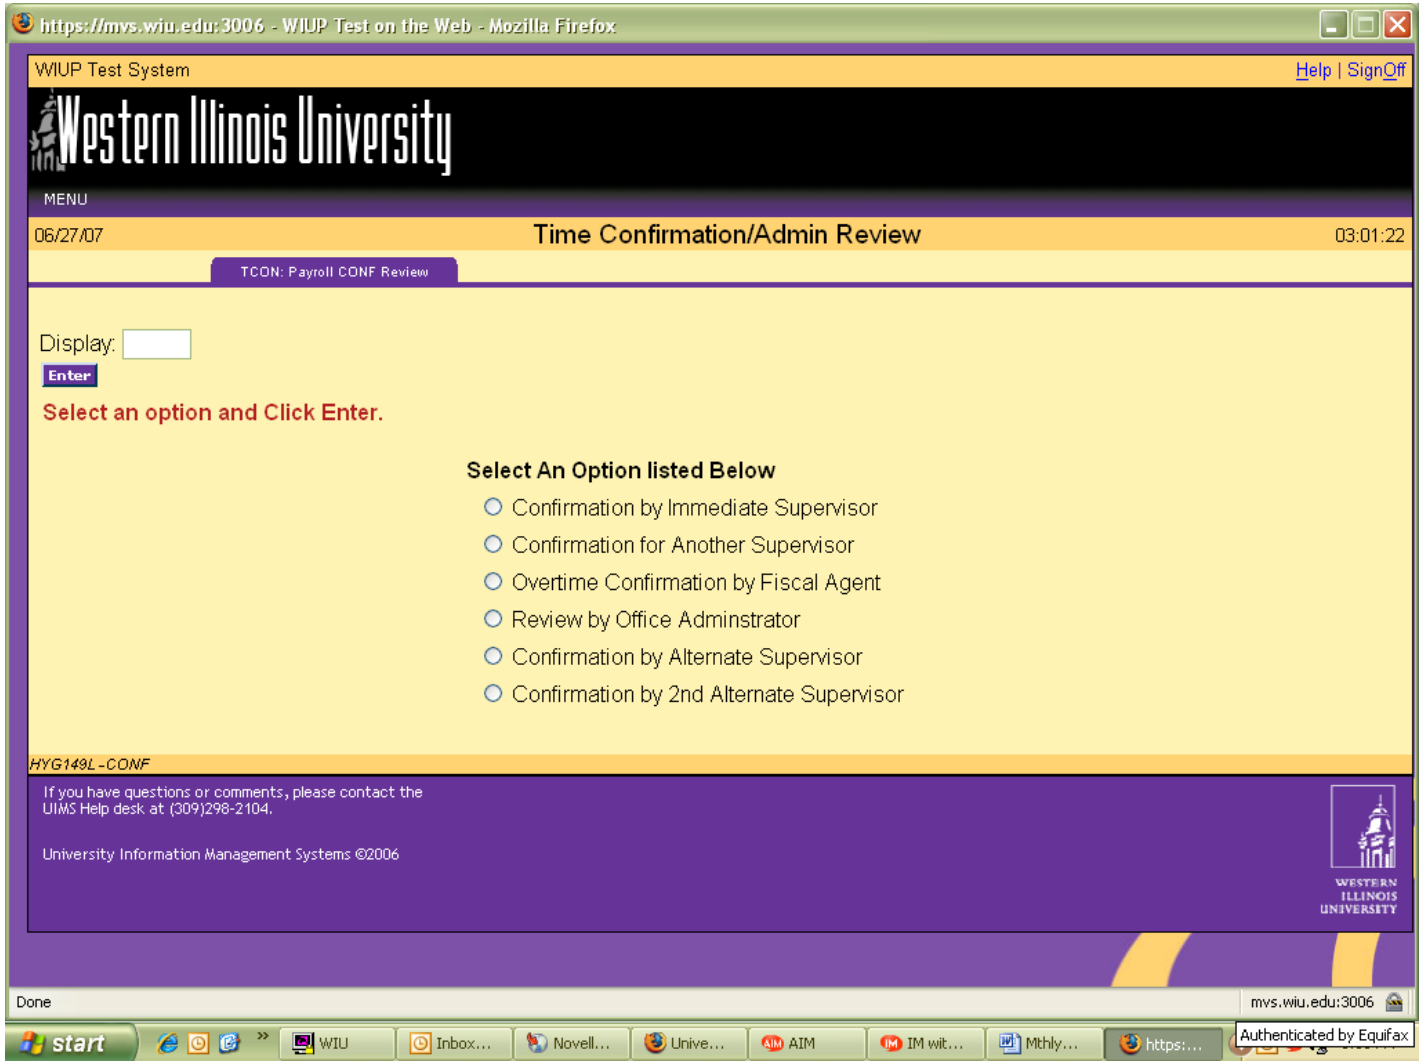 https://mvs.wiu.edu:3006 - WIUP Test on the Web - Mozilla Firefox
WIUP Test System
Help | SignOff
Western Illinois University
MENU
06/27/07
Time Confirmation/Admin Review
03:01:22
TCON: Payroll CONF Review
Display:
Enter
Select an option and Click Enter.
Select An Option listed Below
Confirmation by Immediate Supervisor
Confirmation for Another Supervisor
Overtime Confirmation by Fiscal Agent
Review by Office Adminstrator
Confirmation by Alternate Supervisor
Confirmation by 2nd Alternate Supervisor
HYG149L-CONF
If you have questions or comments, please contact the
UIMS Help desk at (309)298-2104.
University Information Management Systems ©2006
WESTERN
ILLINOIS
UNIVERSITY
Done
mvs.wiu.edu:3006
start
»
WIU
Inbox...
Novell...
Unive...
AIM
IM wit...
Mthly...
https:...
Authenticated by Equifax